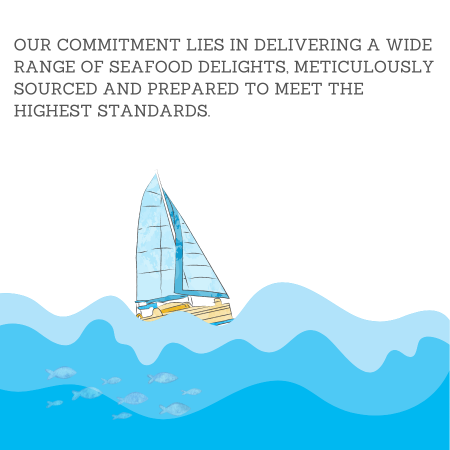 OUR COMMITMENT LIES IN DELIVERING A WIDE
RANGE OF SEAFOOD DELIGHTS, METICULOUSLY
SOURCED AND PREPARED TO MEET THE
HIGHEST STANDARDS.